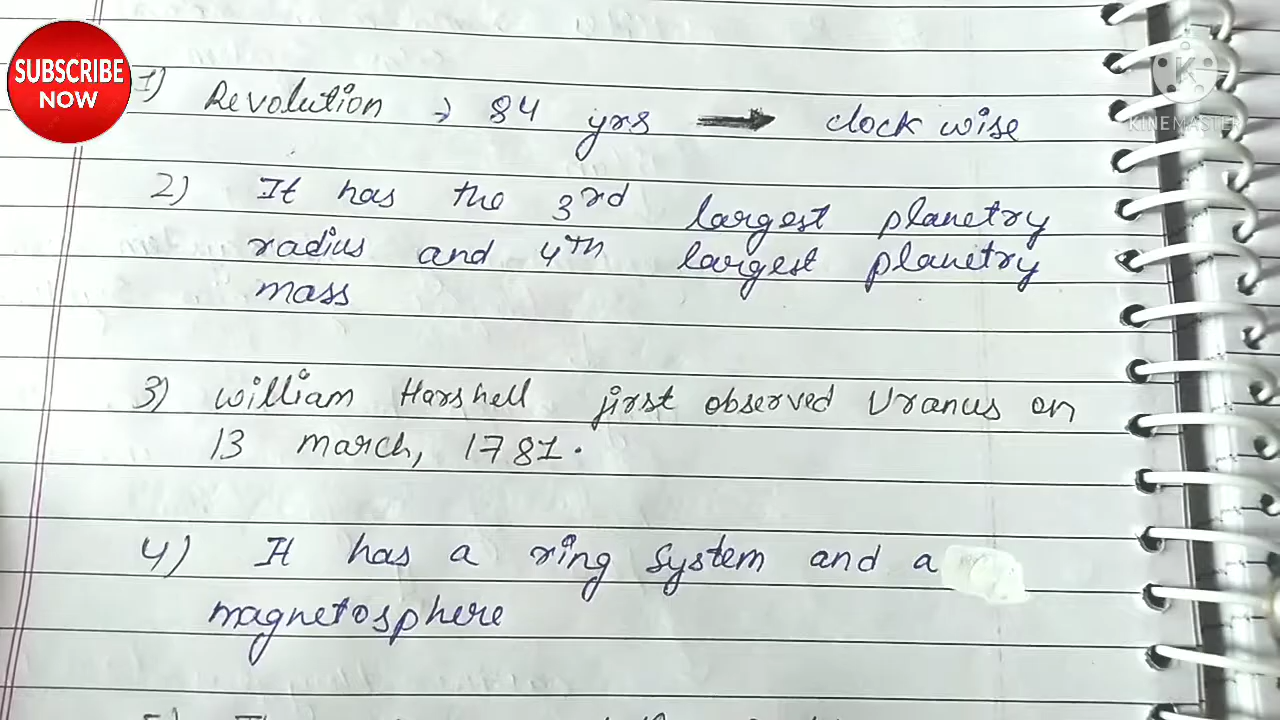 SUBSCRIBE
NOW
KINEMASTER
1) Revolution → 84 yrs → clock wise
2) It has the 3rd largest planetry
radius and 4th largest planetry
mass
3) William Harshell first observed Uranus on
13 march, 1781.
4) It has a ring system and a
magnetosphere